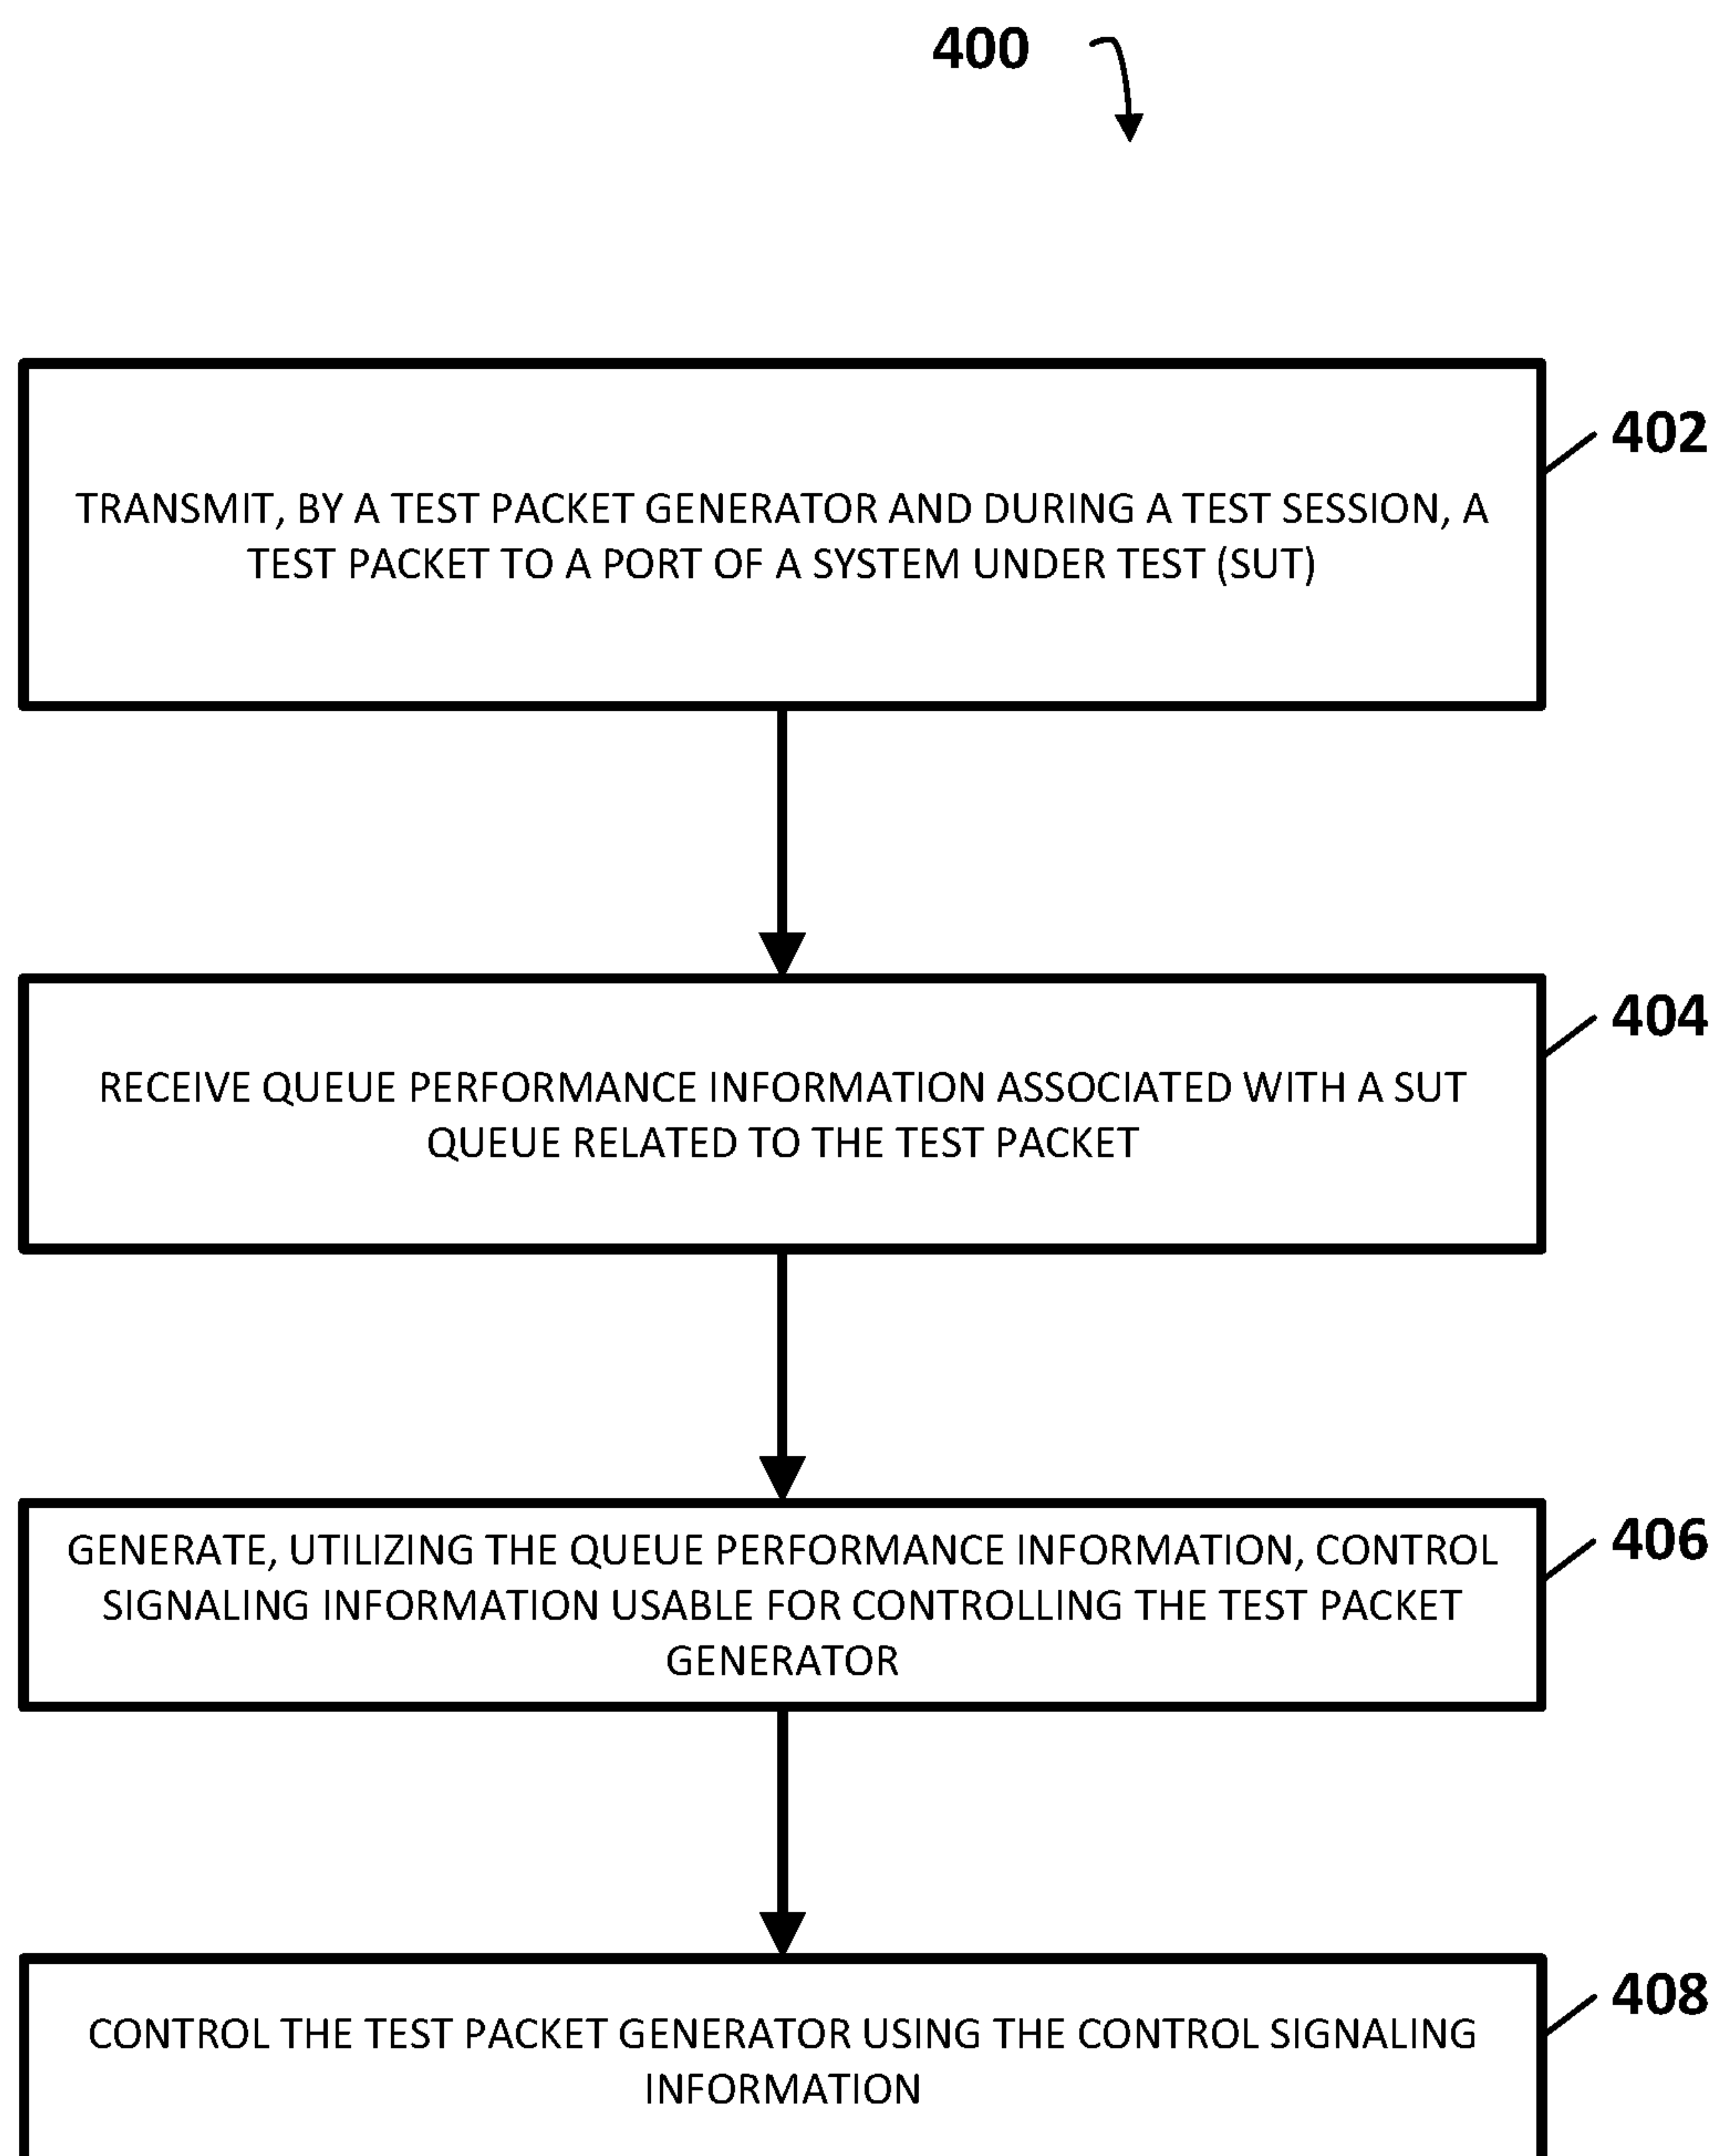 400
402
TRANSMIT, BY A TEST PACKET GENERATOR AND DURING A TEST SESSION, A
TEST PACKET TO A PORT OF A SYSTEM UNDER TEST (SUT)
404
RECEIVE QUEUE PERFORMANCE INFORMATION ASSOCIATED WITH A SUT
QUEUE RELATED TO THE TEST PACKET
406
GENERATE, UTILIZING THE QUEUE PERFORMANCE INFORMATION, CONTROL
SIGNALING INFORMATION USABLE FOR CONTROLLING THE TEST PACKET
GENERATOR
408
CONTROL THE TEST PACKET GENERATOR USING THE CONTROL SIGNALING
INFORMATION